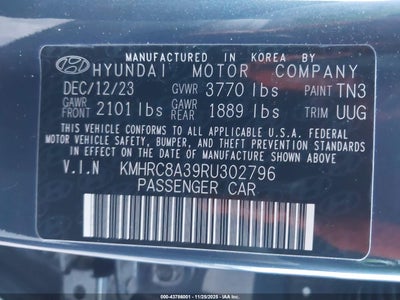 MANUFACTURED IN KOREA BY
HYUNDAI MOTOR COMPANY
DEC/12/23 GVWR 3770 lbs PAINT TN3
GAWR FRONT 2101 lbs GAWR REAR 1889 lbs TRIM UUG
THIS VEHICLE CONFORMS TO ALL APPLICABLE U.S.A. FEDERAL
MOTOR VEHICLE SAFETY, BUMPER, AND THEFT PREVENTION
STANDARDS IN EFFECT ON THE DATE OF MANUFACTURE
SHOWN ABOVE.
V.I.N KMHRC8A39RU302796
PASSENGER CAR
000-43788001 - 11/25/2025 - IAA Inc.